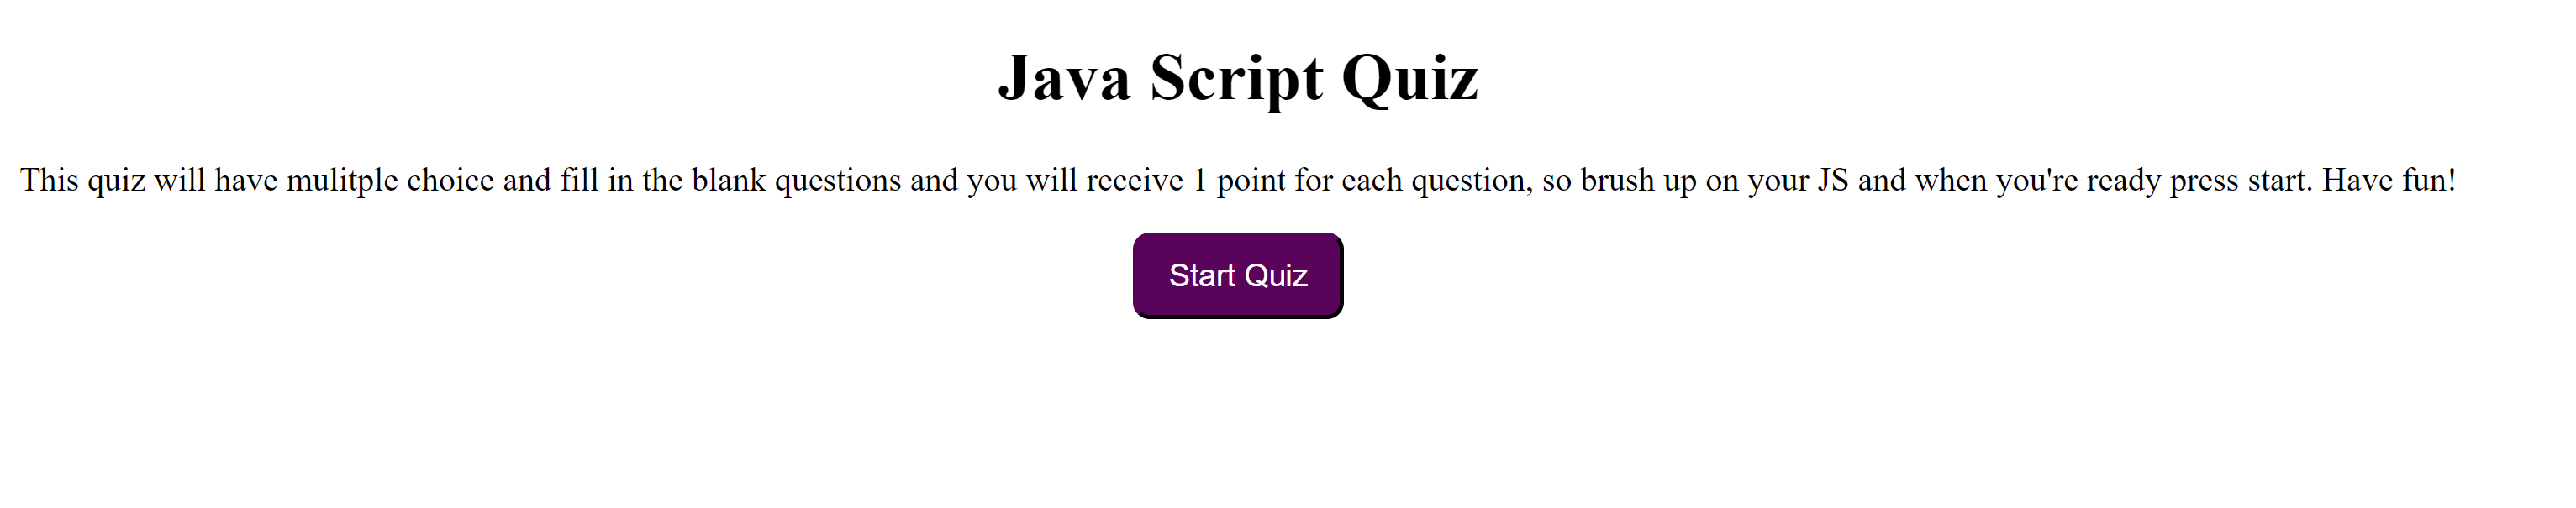 Java Script Quiz
This quiz will have mulitple choice and fill in the blank questions and you will receive 1 point for each question, so brush up on your JS and when you're ready press start. Have fun!
Start Quiz